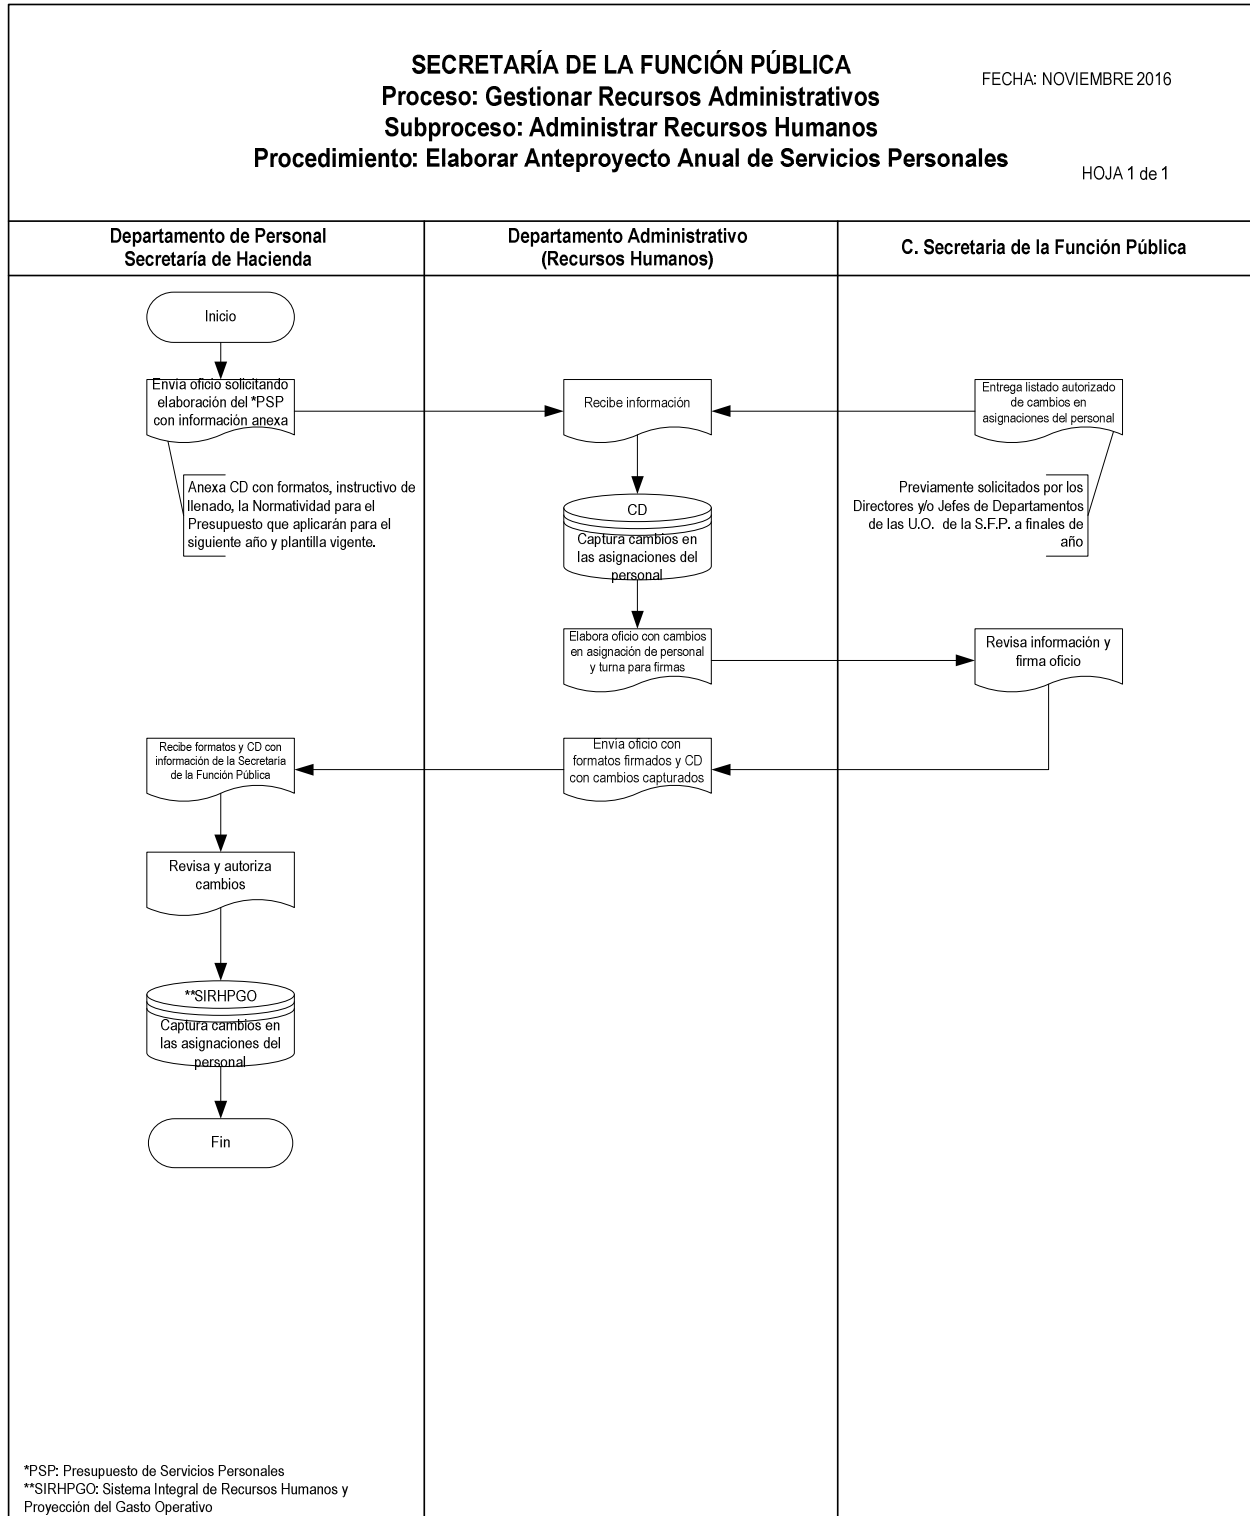 SECRETARÍA DE LA FUNCIÓN PÚBLICA
FECHA: NOVIEMBRE 2016
Proceso: Gestionar Recursos Administrativos
Subproceso: Administrar Recursos Humanos
Procedimiento: Elaborar Anteproyecto Anual de Servicios Personales
HOJA 1 de 1
Departamento de Personal
Secretaría de Hacienda
Departamento Administrativo
(Recursos Humanos)
C. Secretaria de la Función Pública
Inicio
Envía oficio solicitando
elaboración del *PSP
con información anexa
Recibe información
Entrega listado autorizado
de cambios en
asignaciones del personal
Anexa CD con formatos, instructivo de
llenado, la Normatividad para el
Presupuesto que aplicarán para el
siguiente año y plantilla vigente.
CD
Captura cambios en
las asignaciones del
personal
Previamente solicitados por los
Directores y/o Jefes de Departamentos
de las U.O. de la S.F.P. a finales de
año
Elabora oficio con cambios
en asignación de personal
y turna para firmas
Revisa información y
firma oficio
Recibe formatos y CD con
información de la Secretaría
de la Función Pública
Envía oficio con
formatos firmados y CD
con cambios capturados
Revisa y autoriza
cambios
**SIRHPGO
Captura cambios en
las asignaciones del
personal
Fin
*PSP: Presupuesto de Servicios Personales
**SIRHPGO: Sistema Integral de Recursos Humanos y
Proyección del Gasto Operativo